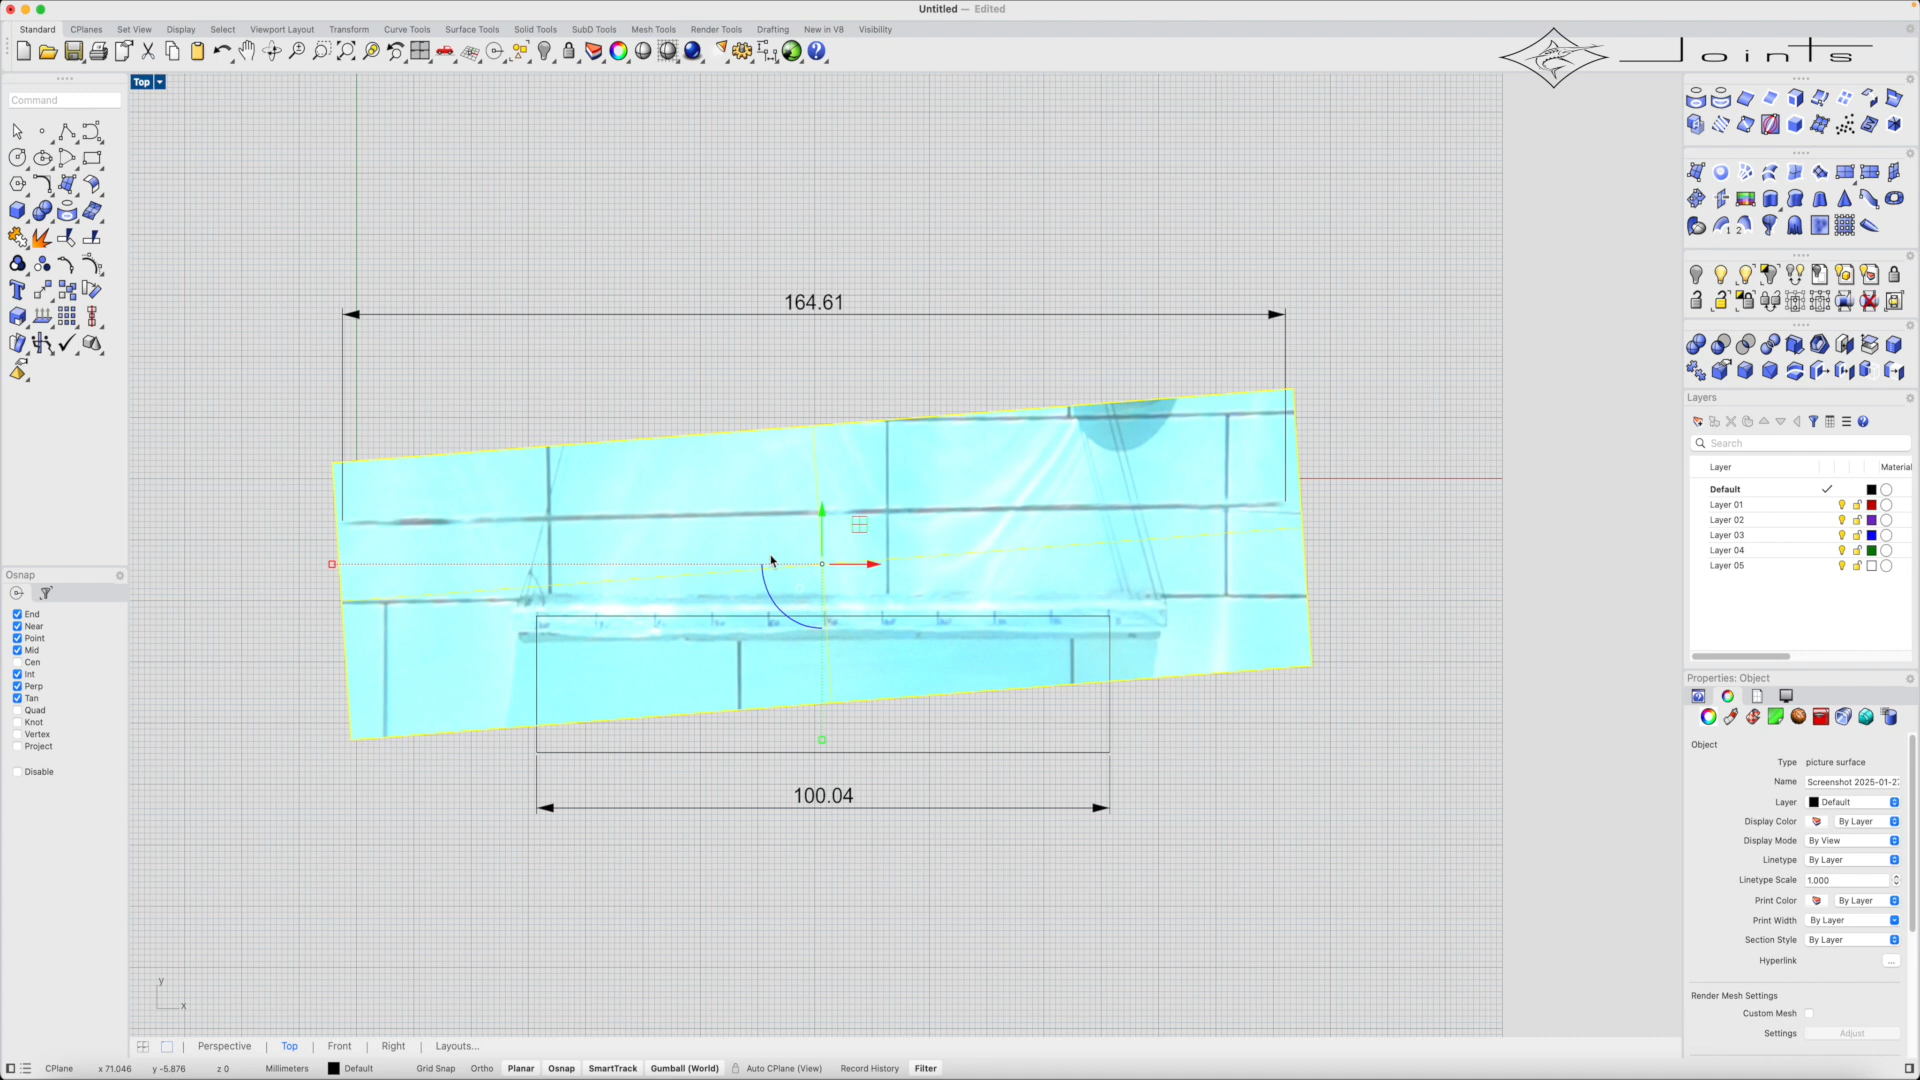 Untitled — Edited
Standard CPlanes Set View Display Select Viewport Layout Transform Curve Tools Surface Tools Solid Tools SubD Tools Mesh Tools Render Tools Drafting New in V8 Visibility
Joints
Top
Command
164.61
100.04
Osnap
End
Near
Point
Mid
Cen
Int
Perp
Tan
Quad
Knot
Vertex
Project
Disable
y
x
Layers
Search
Layer Material
Default
Layer 01
Layer 02
Layer 03
Layer 04
Layer 05
Properties: Object
Object
Type picture surface
Name Screenshot 2025-01-2
Layer Default
Display Color By Layer
Display Mode By View
Linetype By Layer
Linetype Scale 1.000
Print Color By Layer
Print Width By Layer
Section Style By Layer
Hyperlink ...
Render Mesh Settings
Custom Mesh
Settings Adjust
Perspective Top Front Right Layouts...
CPlane x 71.046 y -5.876 z 0 Millimeters Default Grid Snap Ortho Planar Osnap SmartTrack Gumball (World) Auto CPlane (View) Record History Filter